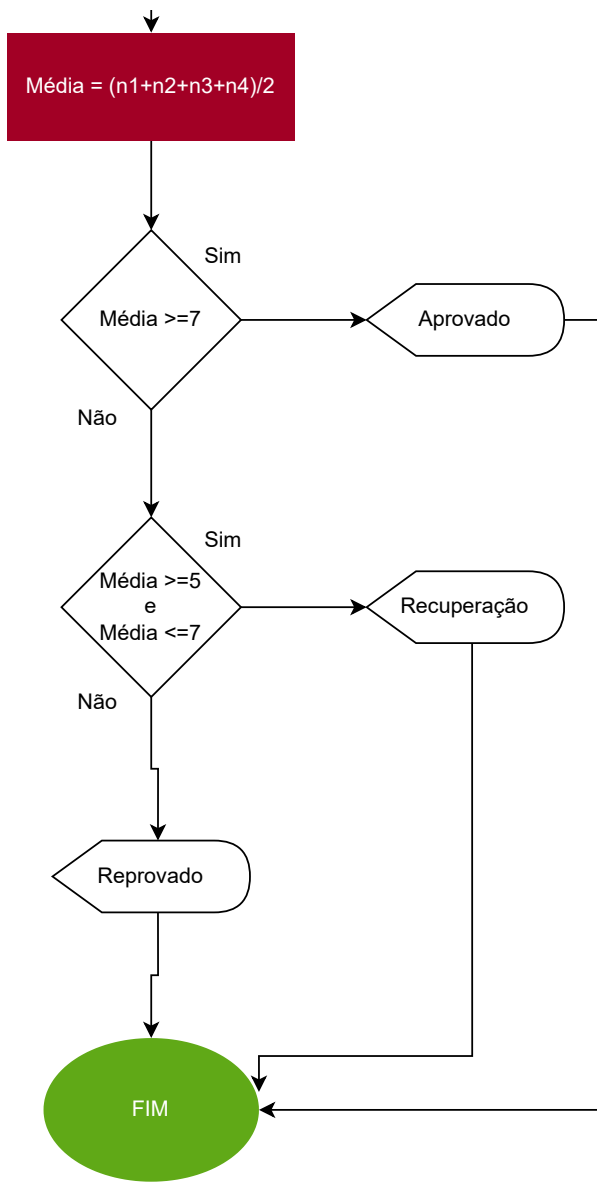 Média = (n1+n2+n3+n4)/2
Sim
Média >=7
Aprovado
Não
Sim
Média >=5
e
Média <=7
Recuperação
Não
Reprovado
FIM